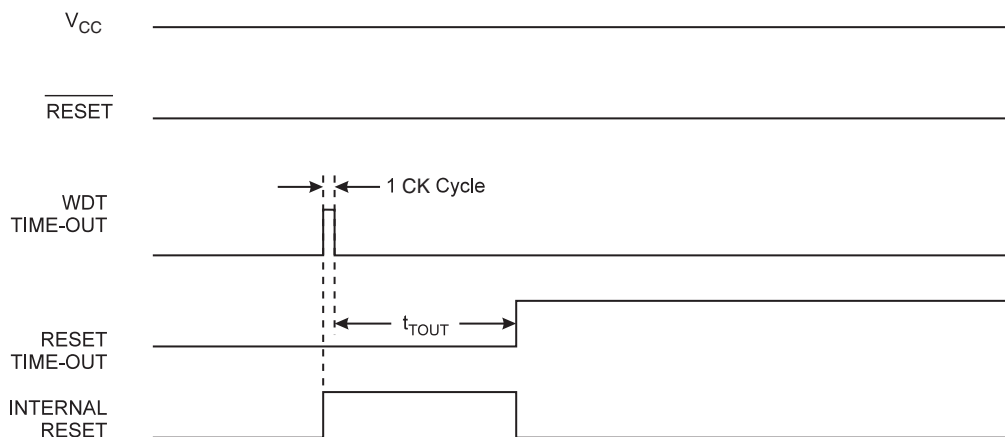 VCC
RESET
1 CK Cycle
WDT
TIME-OUT
tTOUT
RESET
TIME-OUT
INTERNAL
RESET